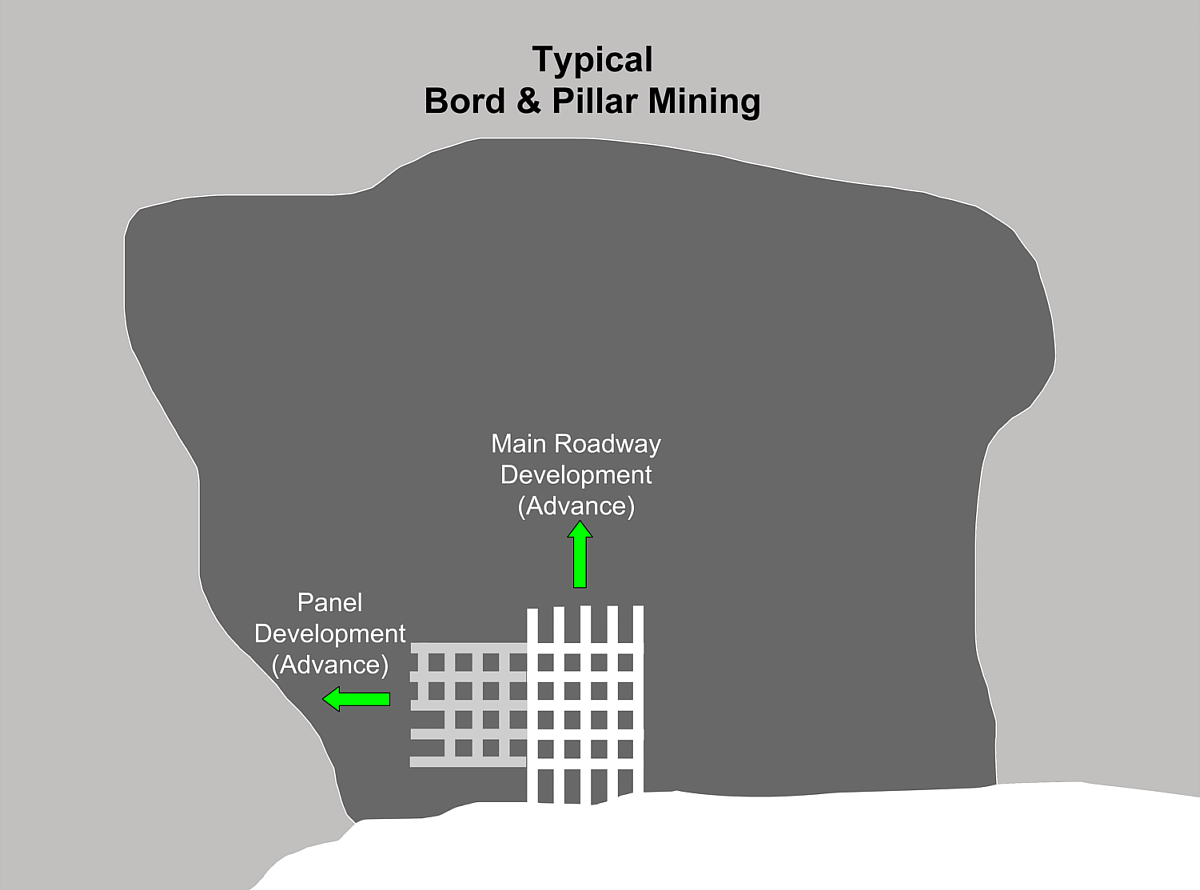 Typical
Bord & Pillar Mining
Main Roadway
Development
(Advance)
Panel
Development
(Advance)